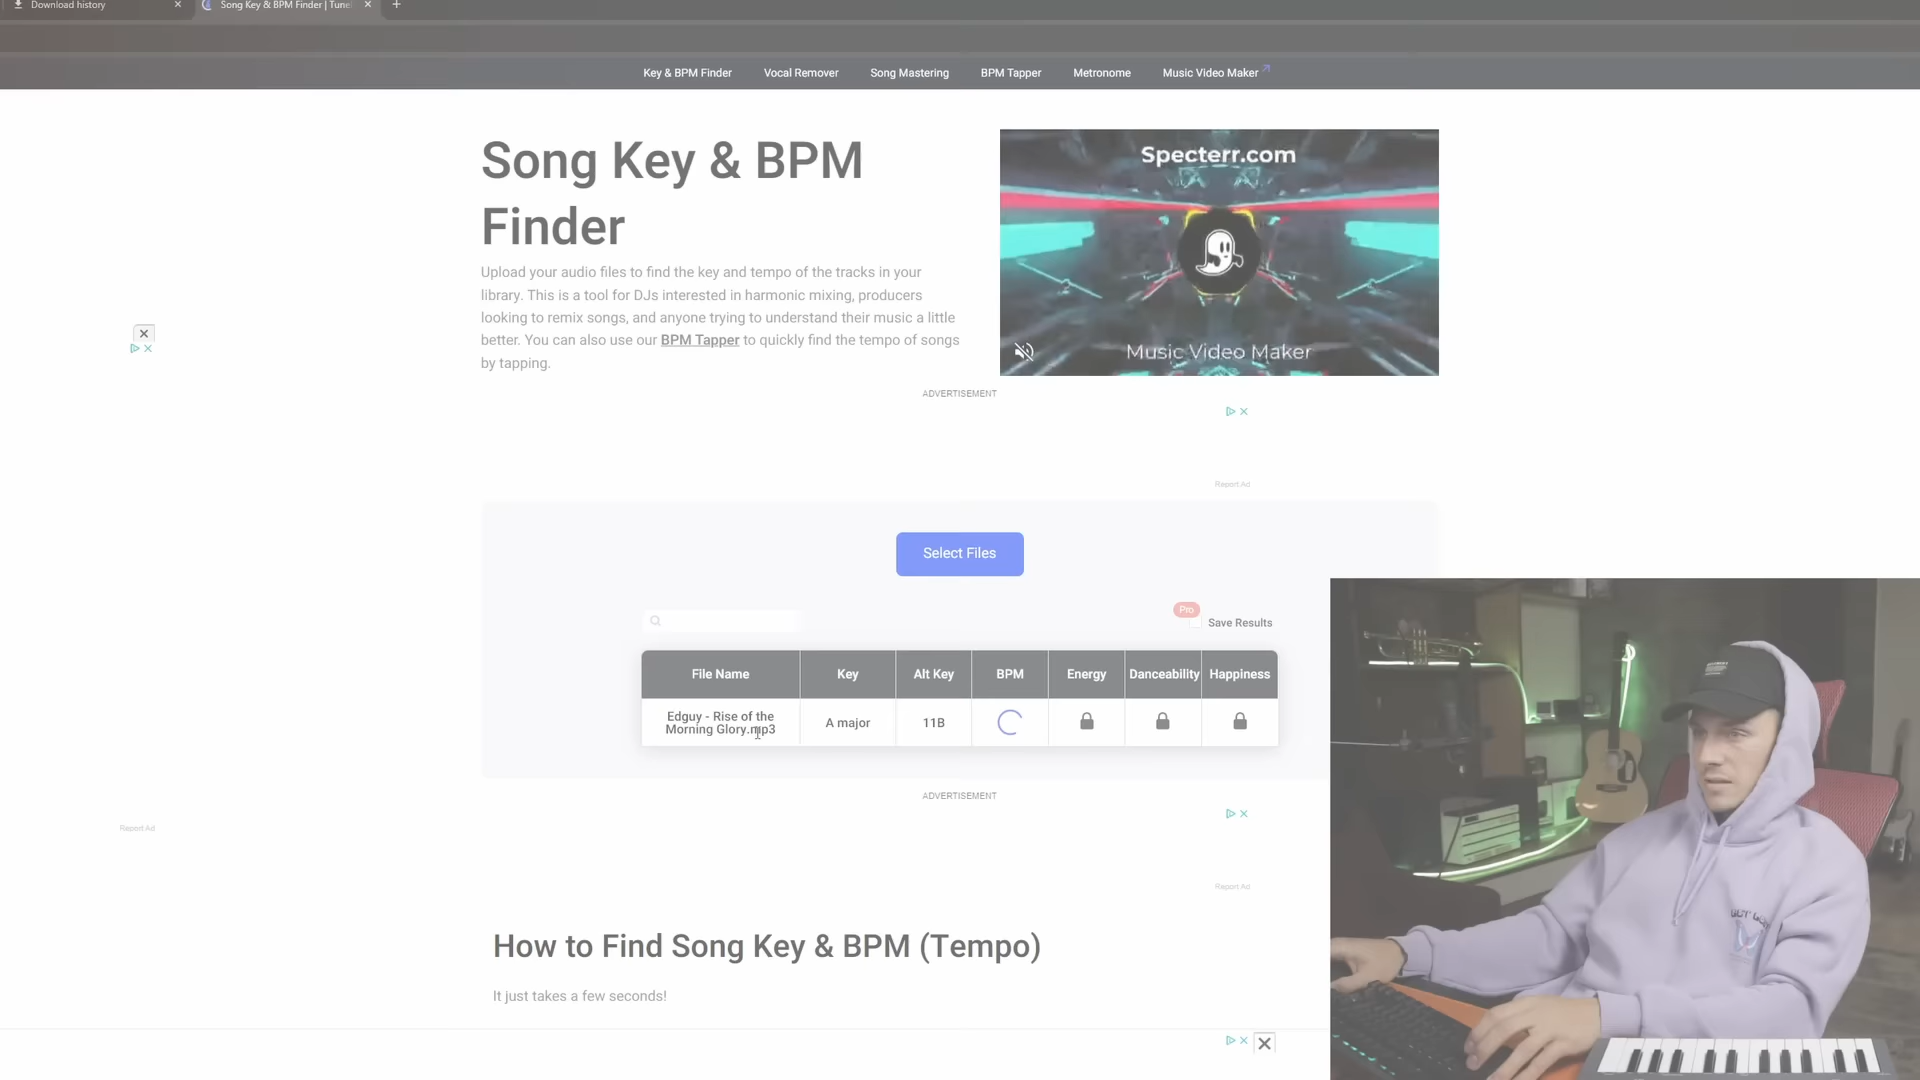 Download history
Song Key & BPM Finder | Tune
Key & BPM Finder
Vocal Remover
Song Mastering
BPM Tapper
Metronome
Music Video Maker
Song Key & BPM
Finder
Upload your audio files to find the key and tempo of the tracks in your
library. This is a tool for DJs interested in harmonic mixing, producers
looking to remix songs, and anyone trying to understand their music a little
better. You can also use our BPM Tapper to quickly find the tempo of songs
by tapping.
Specterr.com
Music Video Maker
ADVERTISEMENT
Report Ad
Select Files
Pro
Save Results
File Name
Key
Alt Key
BPM
Energy
Danceability
Happiness
Edguy - Rise of the
Morning Glory.mp3
A major
11B
ADVERTISEMENT
Report Ad
Report Ad
How to Find Song Key & BPM (Tempo)
It just takes a few seconds!